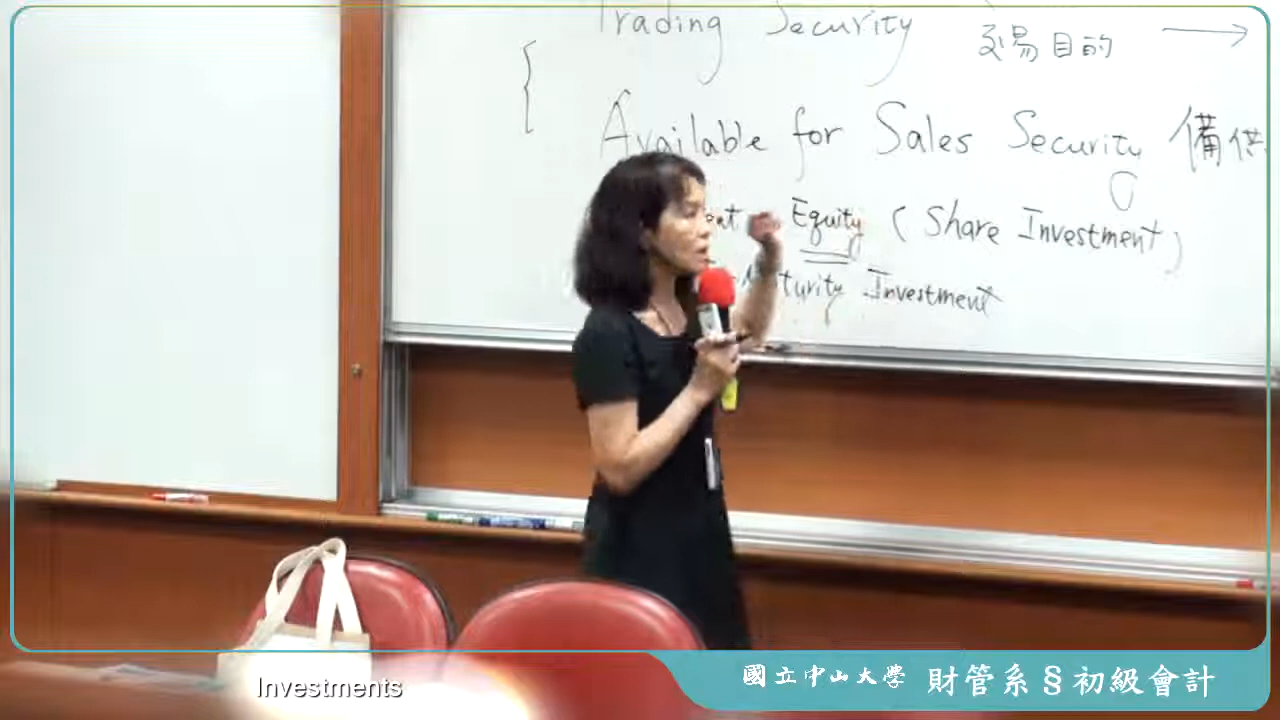 Trading Security 交易目的 →
Available for Sales Security 備供
Equity (Share Investment)
Investment
Investments
國立中山大學 財管系§初級會計